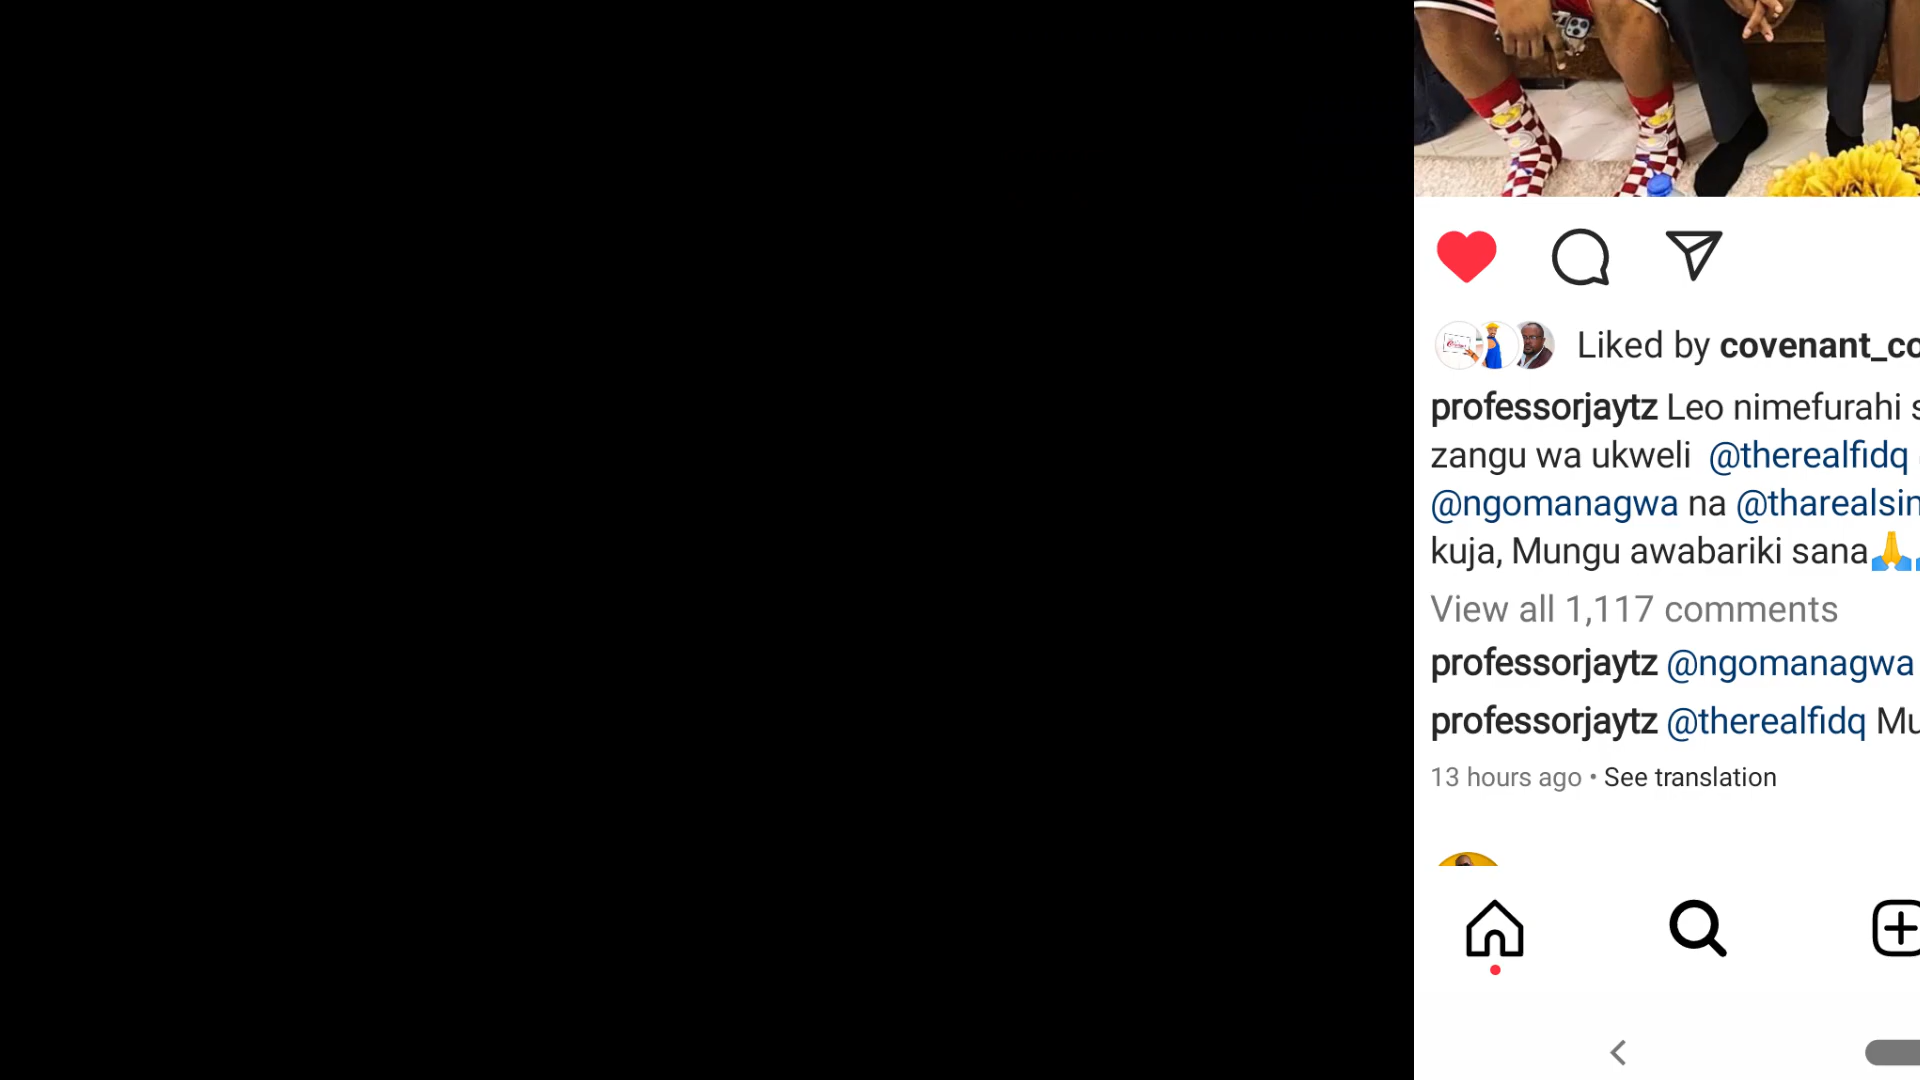 Liked by covenant_co
professorjaytz Leo nimefurahi s
zangu wa ukweli @therealfidq
@ngomanagwa na @tharealsin
kuja, Mungu awabariki sana🙏
View all 1,117 comments
professorjaytz @ngomanagwa
professorjaytz @therealfidq Mu
13 hours ago • See translation